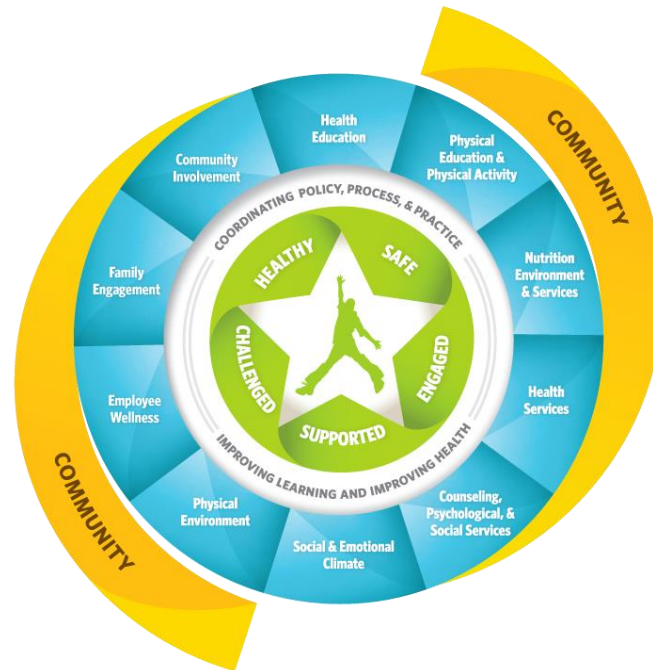 COMMUNITY
Health
Education
Physical
Education &
Physical Activity
Nutrition
Environment
& Services
Health
Services
Counseling,
Psychological, &
Social Services
Social & Emotional
Climate
Physical
Environment
Employee
Wellness
Family
Engagement
Community
Involvement
COORDINATING POLICY, PROCESS, & PRACTICE
IMPROVING LEARNING AND IMPROVING HEALTH
HEALTHY
SAFE
ENGAGED
SUPPORTED
CHALLENGED
COMMUNITY